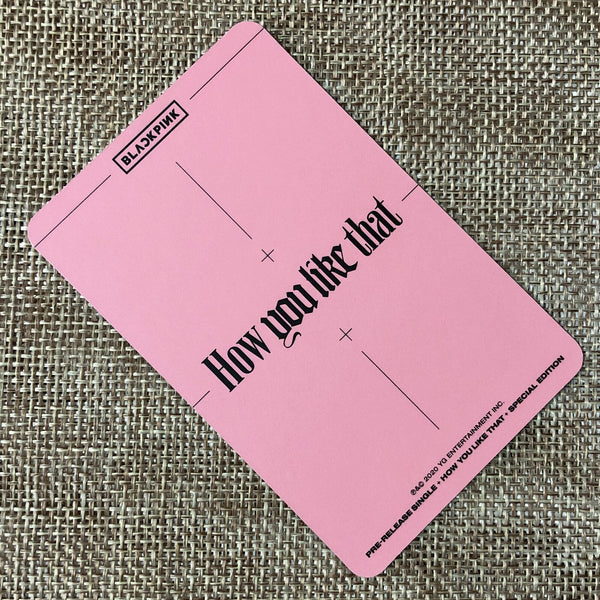 BLACKPINK
How you like that
℗&© 2020 YG ENTERTAINMENT INC.
PRE-RELEASE SINGLE + HOW YOU LIKE THAT + SPECIAL EDITION